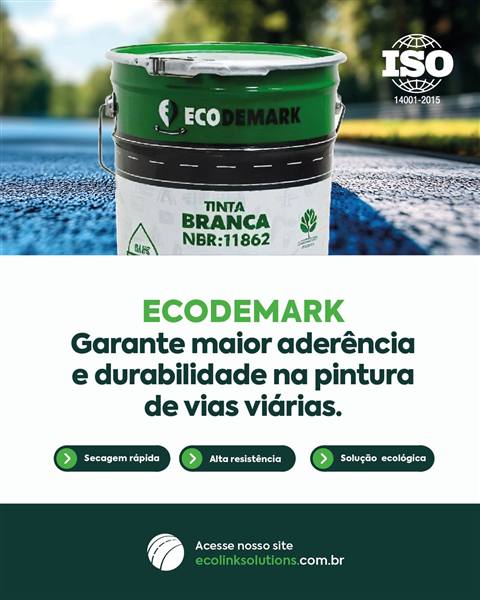 ISO
14001-2015
ECODEMARK
TINTA
BRANCA
NBR:11862
ECODEMARK
Garante maior aderência
e durabilidade na pintura
de vias viárias.
Secagem rápida
Alta resistência
Solução ecológica
Acesse nosso site
ecolinksolutions.com.br